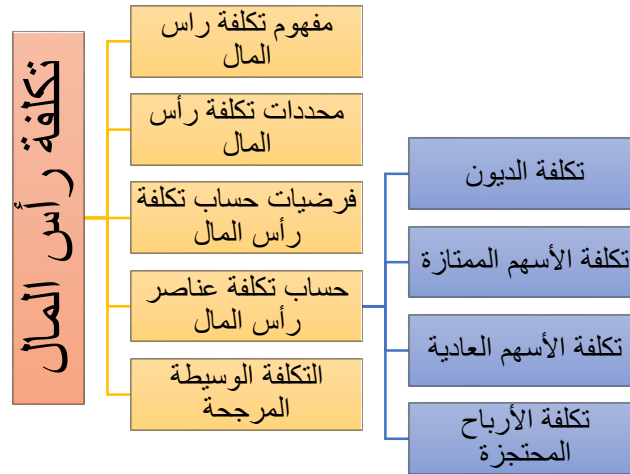 تكلفة رأس المال
مفهوم تكلفة راس
المال
محددات تكلفة رأس
المال
فرضيات حساب تكلفة
رأس المال
حساب تكلفة عناصر
رأس المال
التكلفة الوسيطة
المرجحة
تكلفة الديون
تكلفة الأسهم الممتازة
تكلفة الأسهم العادية
تكلفة الأرباح
المحتجزة